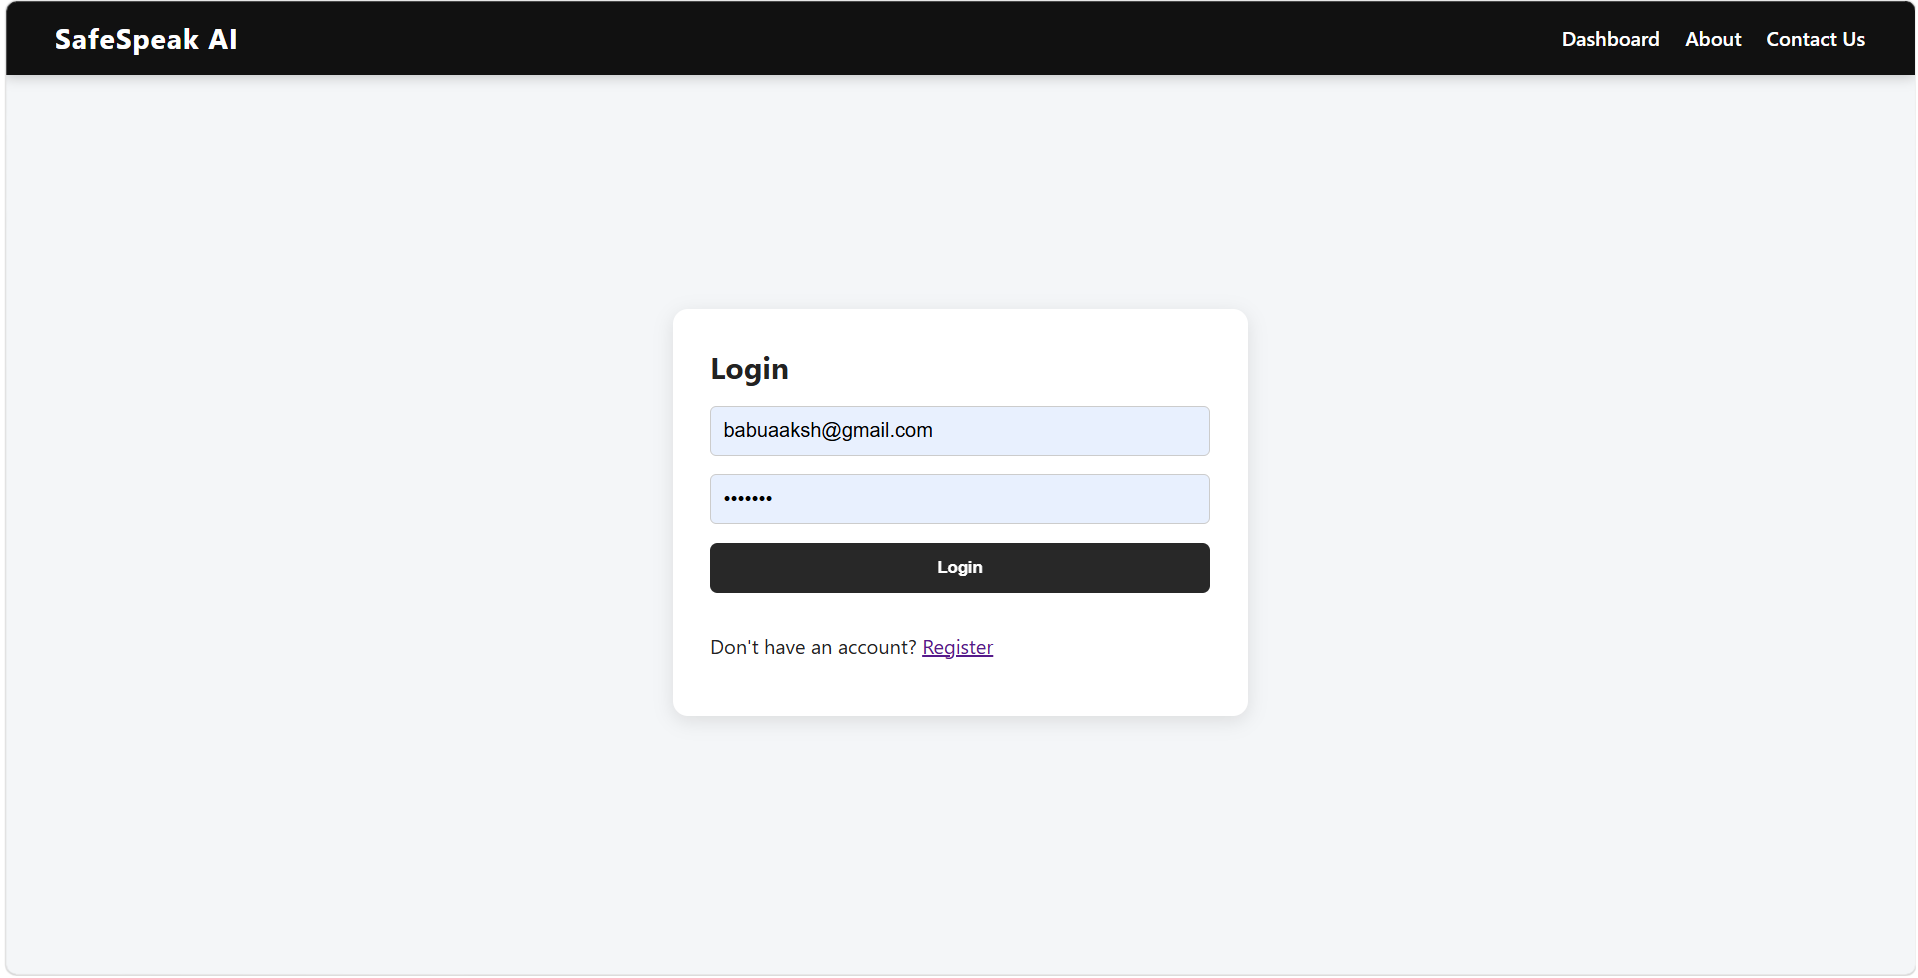 SafeSpeak AI
Dashboard About Contact Us
Login
babuaaksh@gmail.com
•••••••
Login
Don't have an account? Register